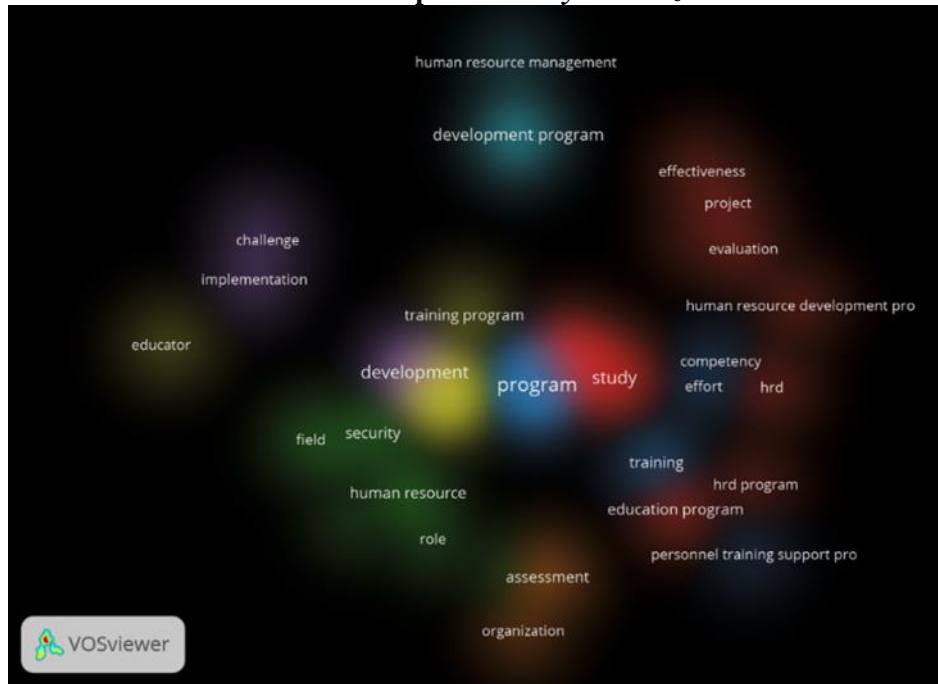 human resource management
development program
effectiveness
project
challenge
evaluation
implementation
human resource development pro
training program
educator
competency
development
program
study
effort
hrd
field
security
training
human resource
hrd program
education program
role
personnel training support pro
assessment
organization
VOSviewer